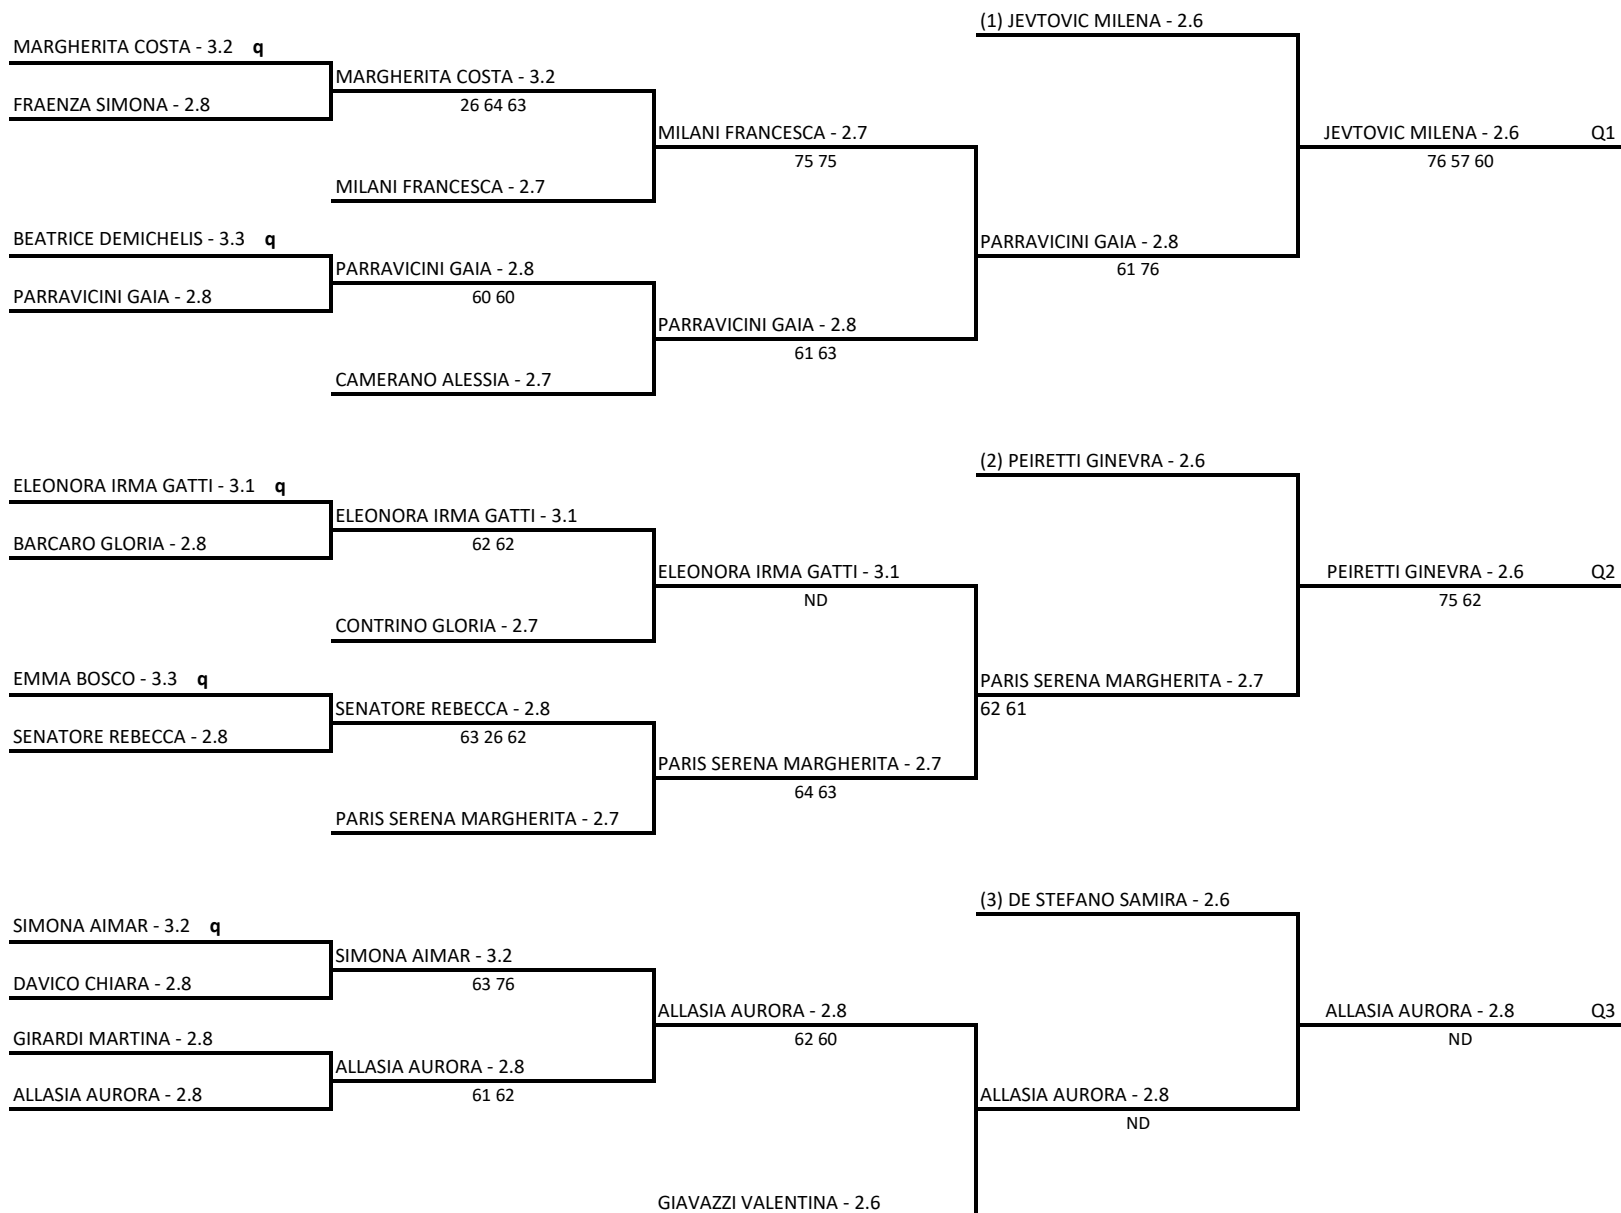 (1) JEVTOVIC MILENA - 2.6
MARGHERITA COSTA - 3.2 q
MARGHERITA COSTA - 3.2
FRAENZA SIMONA - 2.8
26 64 63
MILANI FRANCESCA - 2.7
JEVTOVIC MILENA - 2.6 Q1
75 75
76 57 60
MILANI FRANCESCA - 2.7
BEATRICE DEMICHELIS - 3.3 q
PARRAVICINI GAIA - 2.8
PARRAVICINI GAIA - 2.8
61 76
PARRAVICINI GAIA - 2.8
60 60
PARRAVICINI GAIA - 2.8
61 63
CAMERANO ALESSIA - 2.7
(2) PEIRETTI GINEVRA - 2.6
ELEONORA IRMA GATTI - 3.1 q
ELEONORA IRMA GATTI - 3.1
BARCARO GLORIA - 2.8
62 62
ELEONORA IRMA GATTI - 3.1
PEIRETTI GINEVRA - 2.6 Q2
ND
75 62
CONTRINO GLORIA - 2.7
EMMA BOSCO - 3.3 q
PARIS SERENA MARGHERITA - 2.7
SENATORE REBECCA - 2.8
62 61
SENATORE REBECCA - 2.8
63 26 62
PARIS SERENA MARGHERITA - 2.7
64 63
PARIS SERENA MARGHERITA - 2.7
(3) DE STEFANO SAMIRA - 2.6
SIMONA AIMAR - 3.2 q
SIMONA AIMAR - 3.2
DAVICO CHIARA - 2.8
63 76
ALLASIA AURORA - 2.8
ALLASIA AURORA - 2.8 Q3
GIRARDI MARTINA - 2.8
62 60
ND
ALLASIA AURORA - 2.8
ALLASIA AURORA - 2.8
61 62
ALLASIA AURORA - 2.8
ND
GIAVAZZI VALENTINA - 2.6